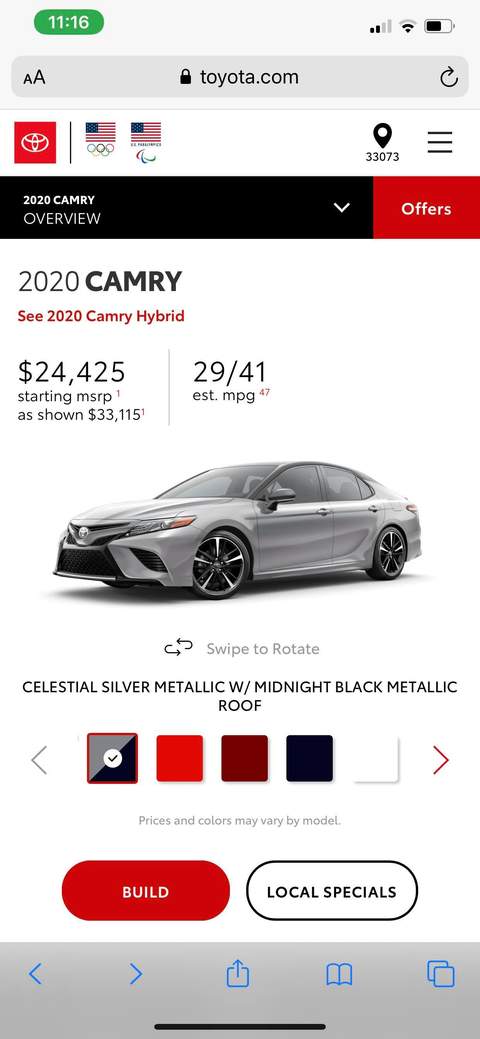 11:16
AA toyota.com
U.S. PARALYMPICS
33073
2020 CAMRY
OVERVIEW
Offers
2020 CAMRY
See 2020 Camry Hybrid
$24,425
starting msrp 1
as shown $33,115 1
29/41
est. mpg 47
Swipe to Rotate
CELESTIAL SILVER METALLIC W/ MIDNIGHT BLACK METALLIC
ROOF
Prices and colors may vary by model.
BUILD
LOCAL SPECIALS